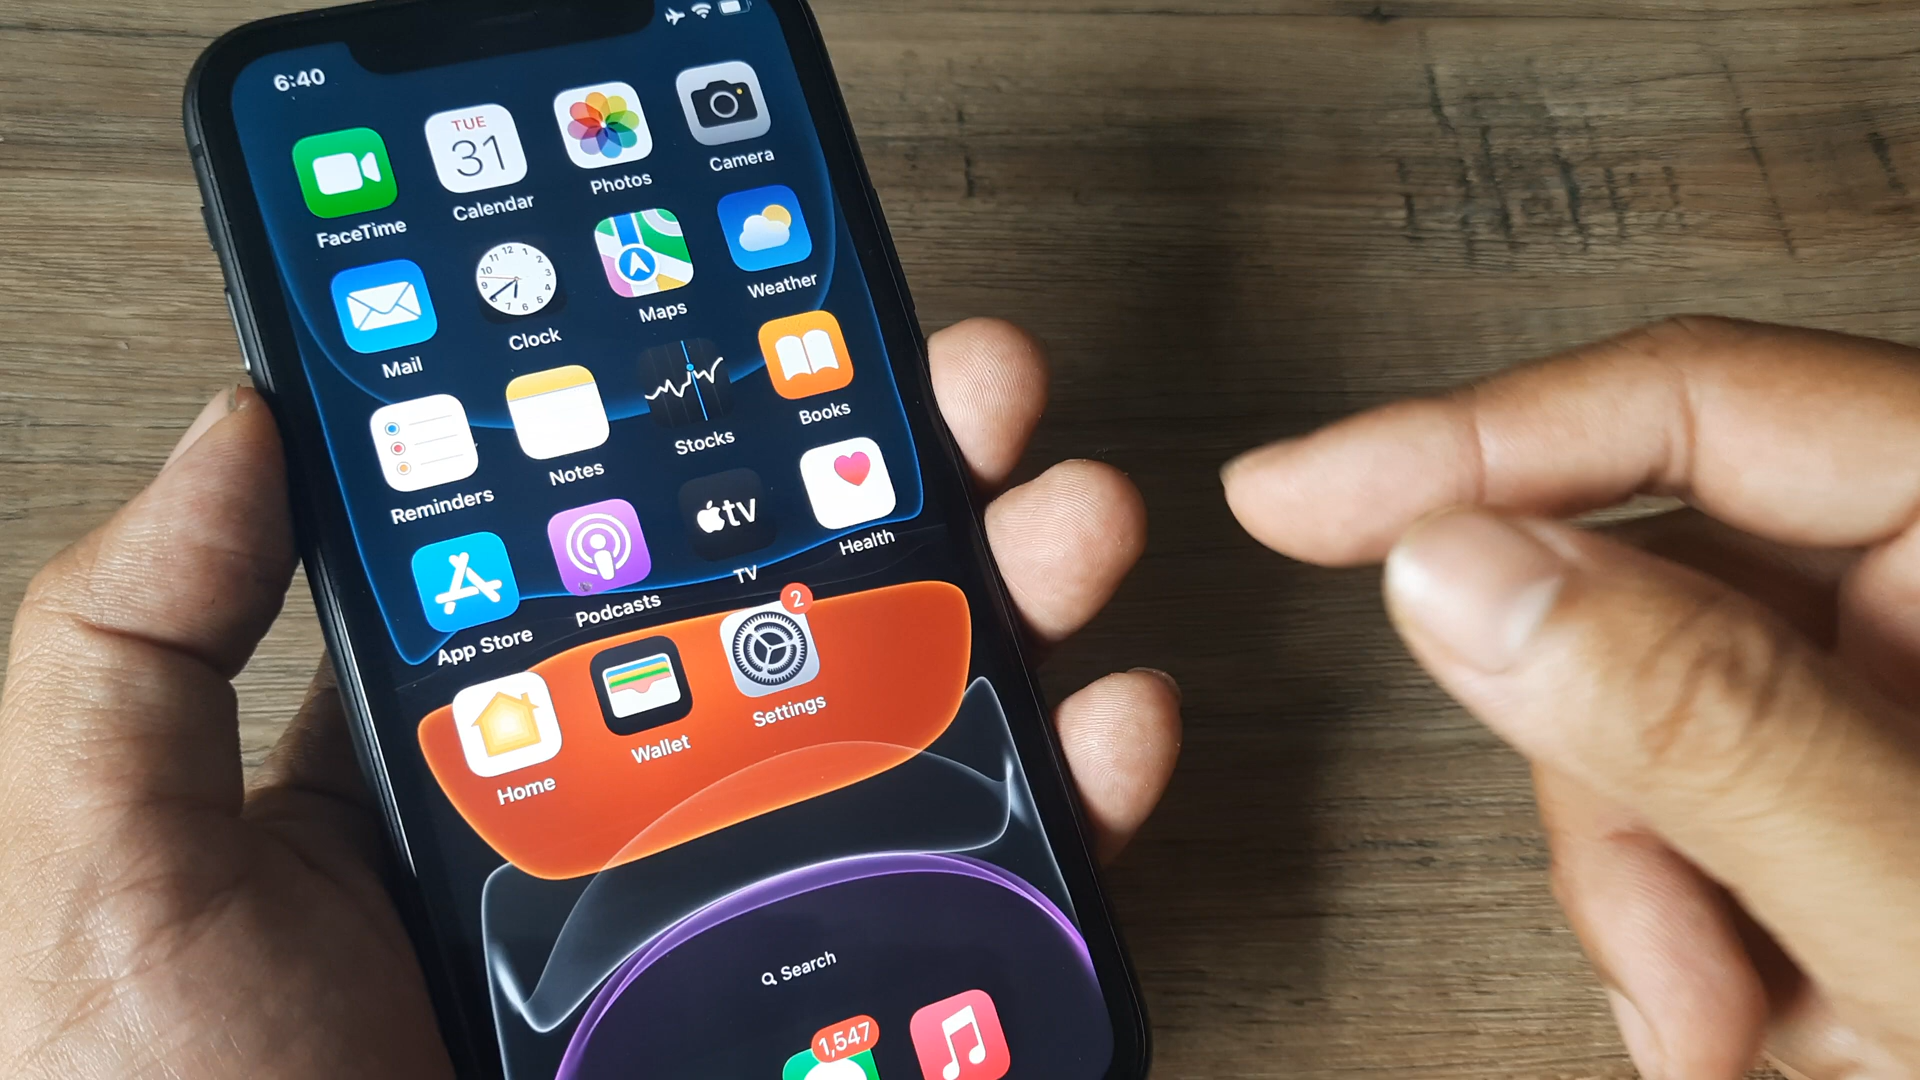 6:40
TUE
31
FaceTime
Calendar
Photos
Camera
Mail
Clock
Maps
Weather
Reminders
Notes
Stocks
Books
App Store
Podcasts
tv
TV
Health
2
Home
Wallet
Settings
Search
1,547